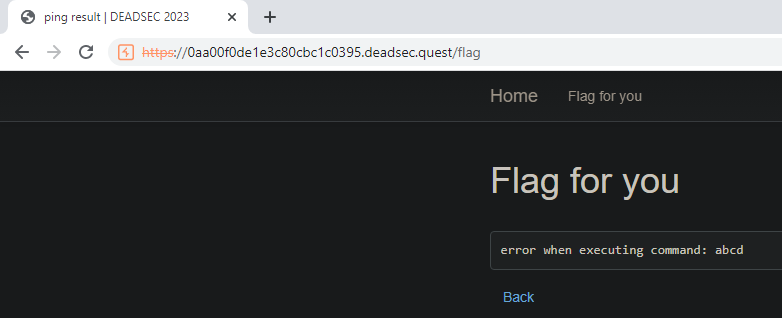 ping result | DEADSEC 2023
https://0aa00f0de1e3c80cbc1c0395.deadsec.quest/flag
Home Flag for you
Flag for you
error when executing command: abcd
Back